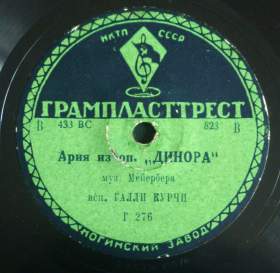 НКТП СССР
ГРАМПЛАСТТРЕСТ
В 433 ВС 823 В
Ария из оп. „ДИНОРА“
муз. Мейербера
исп. ГАЛЛИ КУРЧИ
Г 276
НОГИНСКИЙ ЗАВОД